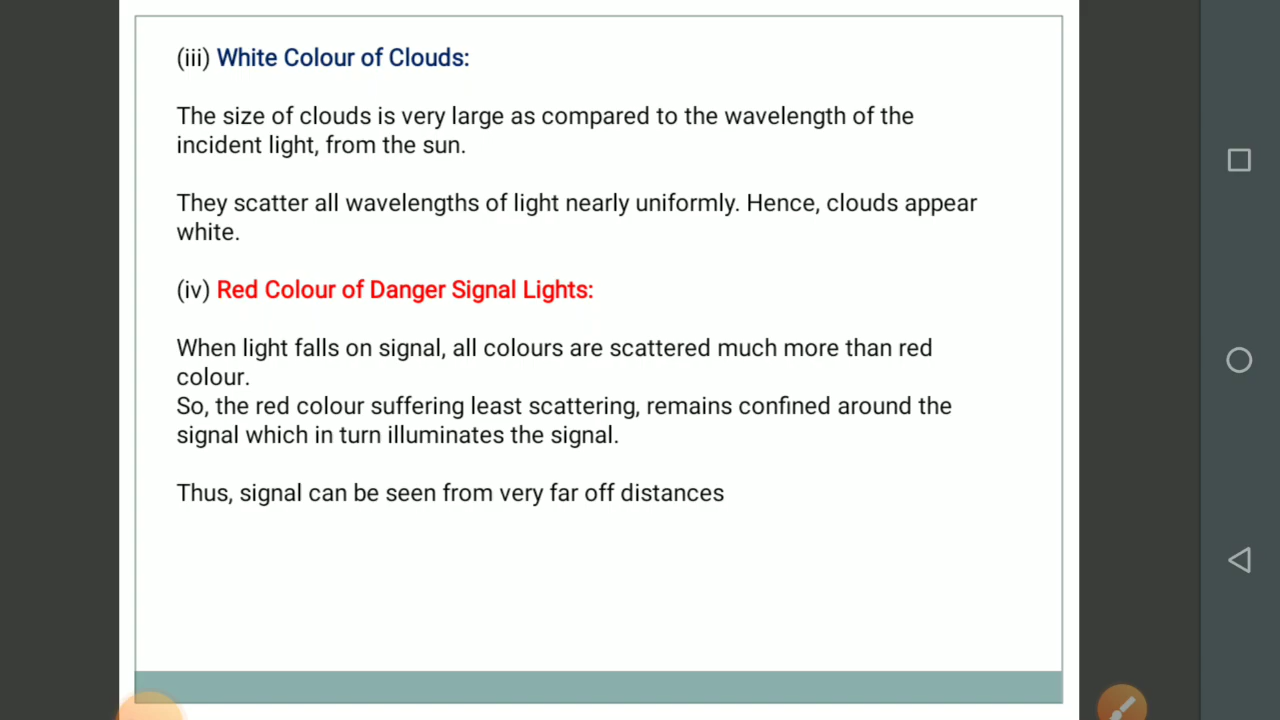 (iii) White Colour of Clouds:
The size of clouds is very large as compared to the wavelength of the
incident light, from the sun.
They scatter all wavelengths of light nearly uniformly. Hence, clouds appear
white.
(iv) Red Colour of Danger Signal Lights:
When light falls on signal, all colours are scattered much more than red
colour.
So, the red colour suffering least scattering, remains confined around the
signal which in turn illuminates the signal.
Thus, signal can be seen from very far off distances